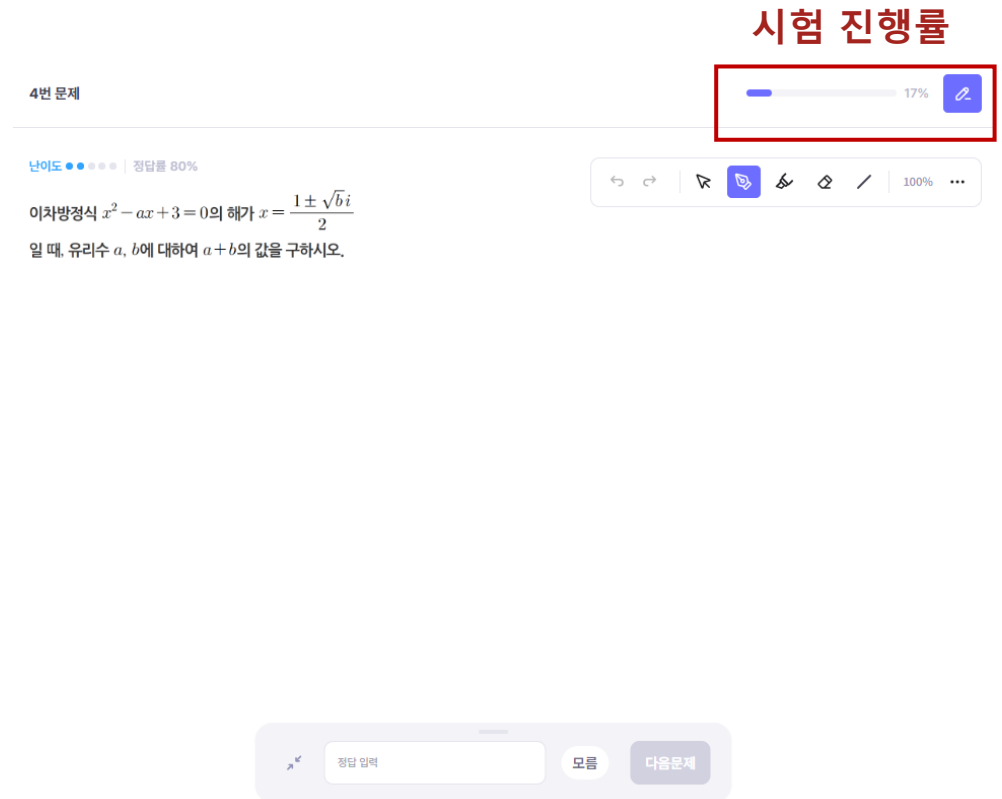 시험 진행률
4번 문제
17%
난이도 정답률 80%
100%
이차방정식 x² − ax + 3 = 0의 해가 x = (1 ± √b i)/2
일 때, 유리수 a, b에 대하여 a+b의 값을 구하시오.
정답 입력
모름
다음문제